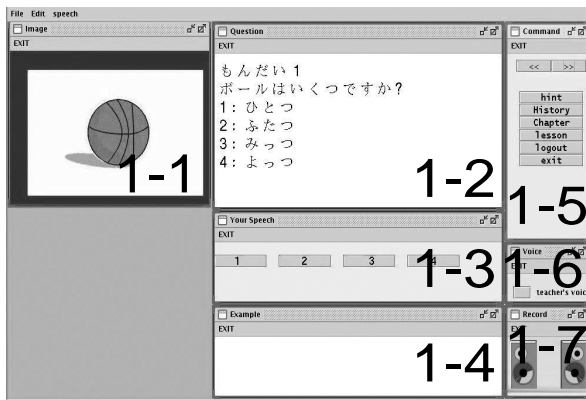 File Edit speech
Image
EXIT
1-1
Question
EXIT
もんだい 1
ボールはいくつですか?
1: ひとつ
2: ふたつ
3: みっつ
4: よっつ
1-2
Your Speech
EXIT
1 2 3 4
1-3
Example
EXIT
1-4
Command
EXIT
<< >>
hint
History
Chapter
lesson
logout
exit
1-5
Voice
EXIT
teacher's voic
1-6
Record
EXIT
1-7